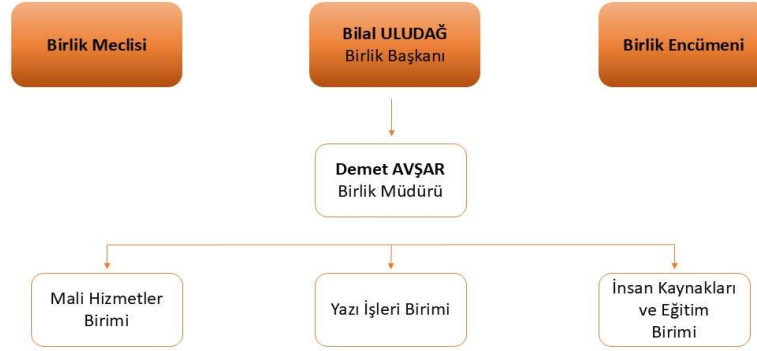 Birlik Meclisi
Bilal ULUDAĞ
Birlik Başkanı
Birlik Encümeni
Demet AVŞAR
Birlik Müdürü
Mali Hizmetler
Birimi
Yazı İşleri Birimi
İnsan Kaynakları
ve Eğitim
Birimi